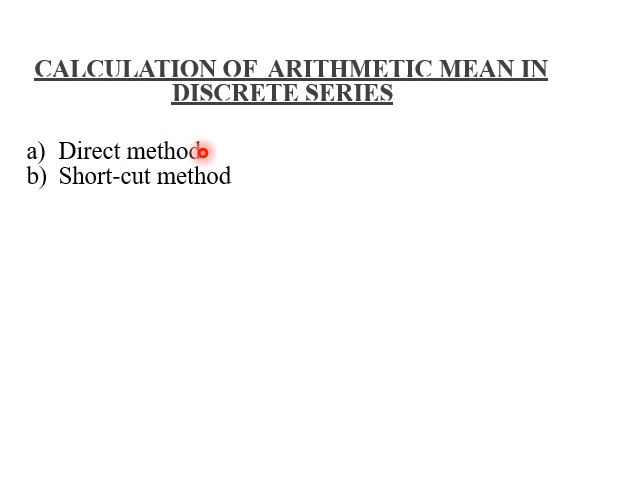 CALCULATION OF ARITHMETIC MEAN IN
DISCRETE SERIES
a) Direct method
b) Short-cut method